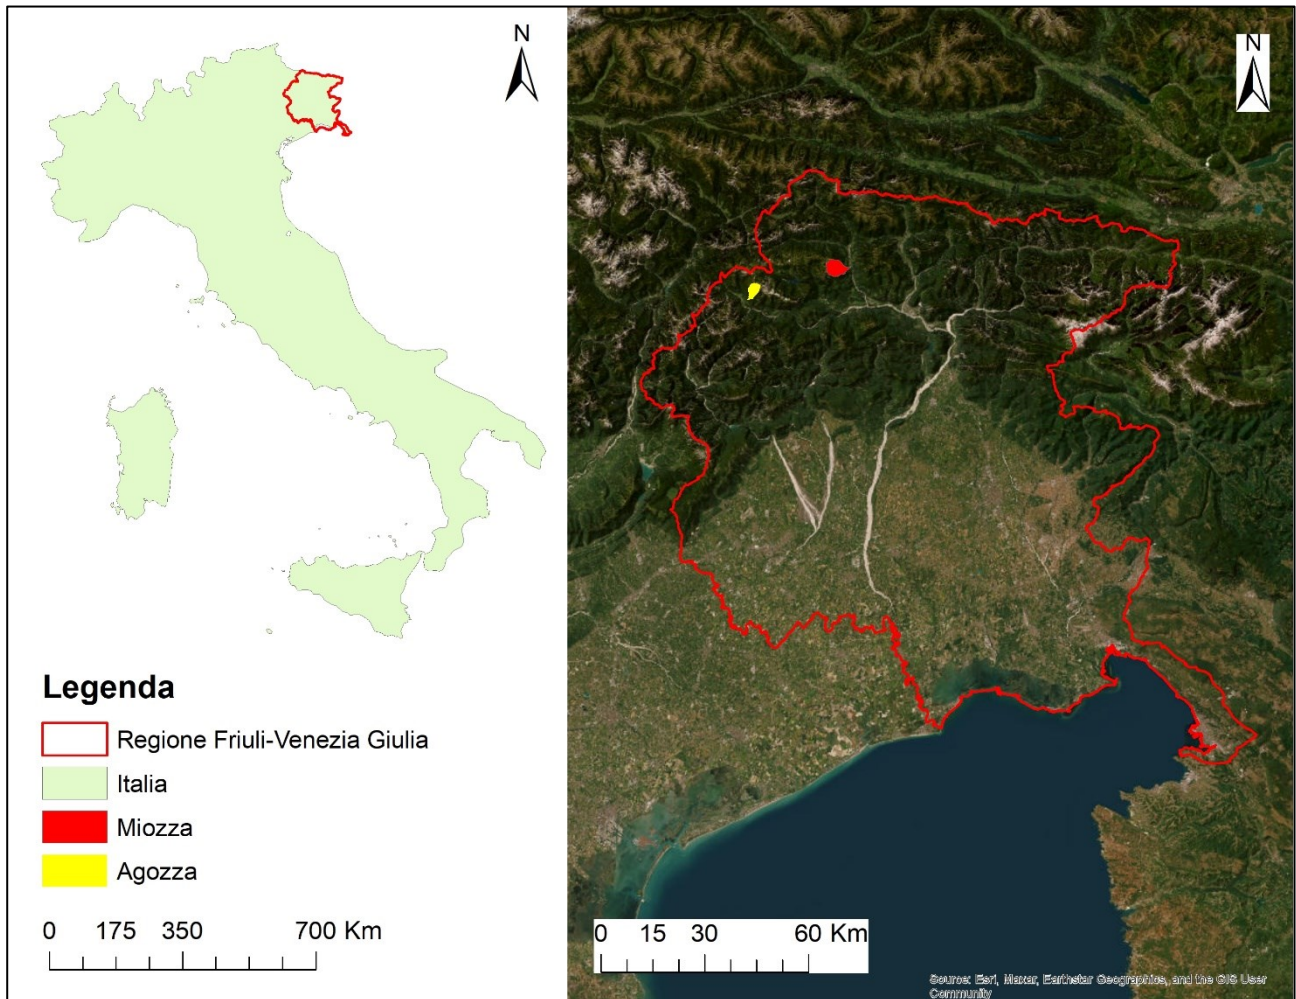 N
N
Legenda
Regione Friuli-Venezia Giulia
Italia
Miozza
Agozza
0 175 350 700 Km
0 15 30 60 Km
Source: Esri, Maxar, Earthstar Geographics, and the GIS User
Community